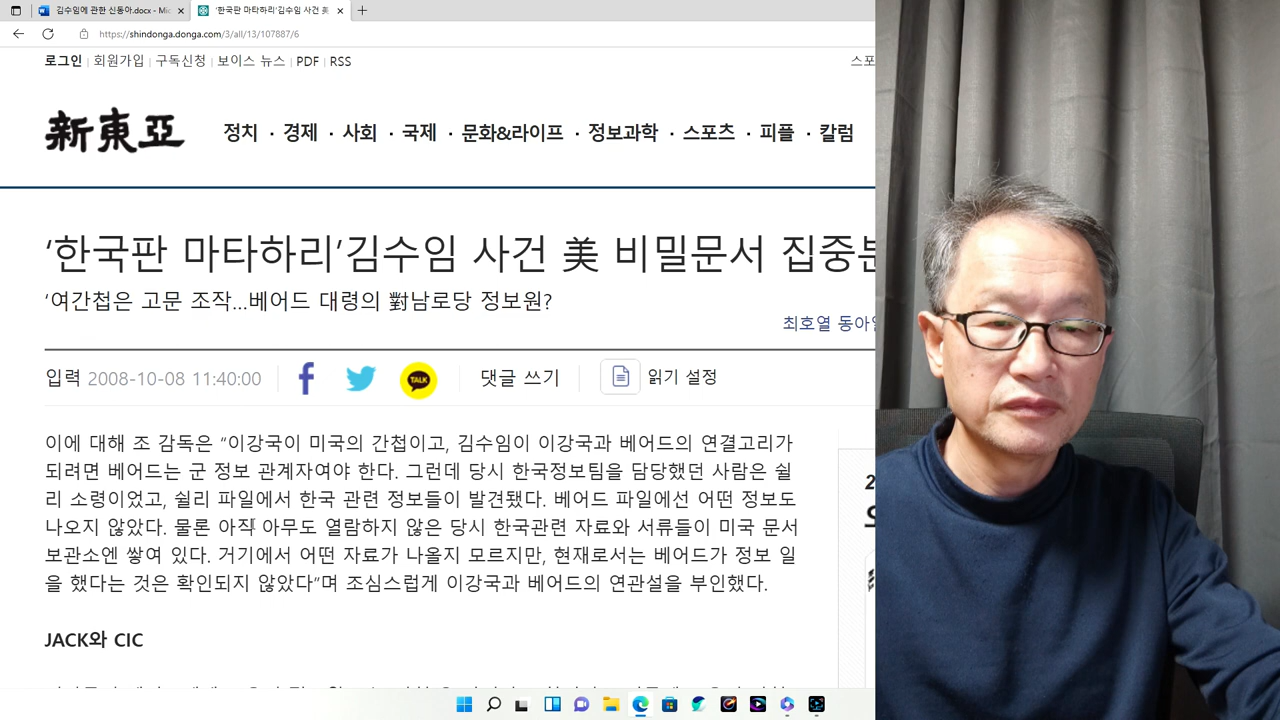 김수임에 관한 신동아.docx - Mic
'한국판 마타하리'김수임 사건 美
https://shindonga.donga.com/3/all/13/107887/6
로그인 | 회원가입 | 구독신청 | 보이스 뉴스 | PDF | RSS
스포
新東亞
정치 · 경제 · 사회 · 국제 · 문화&라이프 · 정보과학 · 스포츠 · 피플 · 칼럼
‘한국판 마타하리’김수임 사건 美 비밀문서 집중분
‘여간첩은 고문 조작…베어드 대령의 對남로당 정보원?
최호열 동아일
입력 2008-10-08 11:40:00
TALK
댓글 쓰기
읽기 설정
이에 대해 조 감독은 “이강국이 미국의 간첩이고, 김수임이 이강국과 베어드의 연결고리가
되려면 베어드는 군 정보 관계자여야 한다. 그런데 당시 한국정보팀을 담당했던 사람은 쉴
리 소령이었고, 쉴리 파일에서 한국 관련 정보들이 발견됐다. 베어드 파일에선 어떤 정보도
나오지 않았다. 물론 아직 아무도 열람하지 않은 당시 한국관련 자료와 서류들이 미국 문서
보관소엔 쌓여 있다. 거기에서 어떤 자료가 나올지 모르지만, 현재로서는 베어드가 정보 일
을 했다는 것은 확인되지 않았다”며 조심스럽게 이강국과 베어드의 연관설을 부인했다.
JACK와 CIC